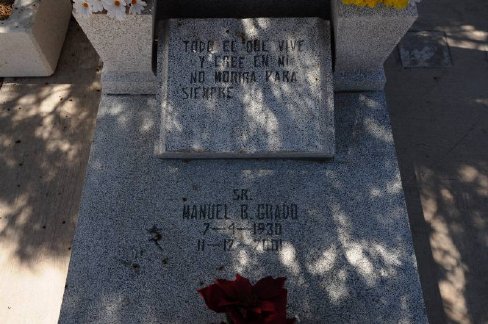 TODO EL QUE VIVE
Y CREE EN MI
NO MORIRA PARA
SIEMPRE
SR.
MANUEL B. GRADO
7-4-1930
11-12-2001